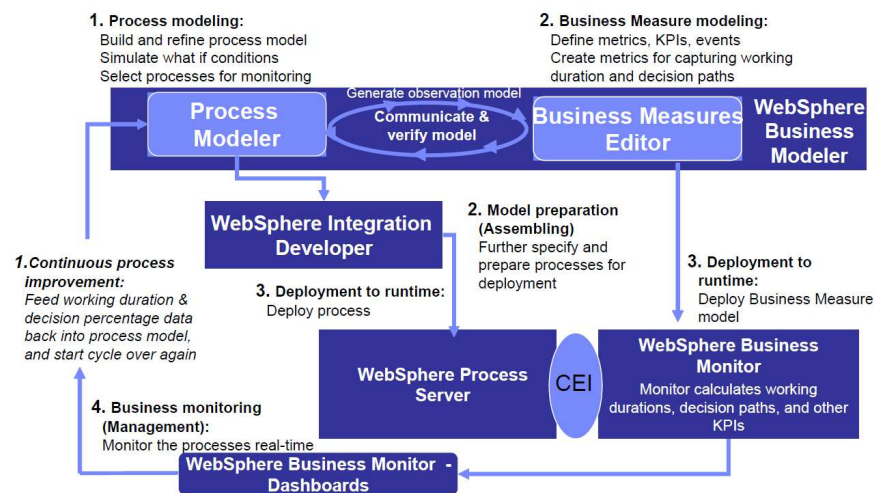 1. Process modeling:
Build and refine process model
Simulate what if conditions
Select processes for monitoring
2. Business Measure modeling:
Define metrics, KPIs, events
Create metrics for capturing working
duration and decision paths
Generate observation model
Process
Modeler
Communicate &
verify model
Business Measures
Editor
WebSphere
Business
Modeler
WebSphere Integration
Developer
2. Model preparation
(Assembling)
Further specify and
prepare processes for
deployment
1.Continuous process
improvement:
Feed working duration &
decision percentage data
back into process model,
and start cycle over again
3. Deployment to runtime:
Deploy process
3. Deployment to
runtime:
Deploy Business Measure
model
WebSphere Process
Server
CEI
WebSphere Business
Monitor
Monitor calculates working
durations, decision paths, and other
KPIs
4. Business monitoring
(Management):
Monitor the processes real-time
WebSphere Business Monitor -
Dashboards